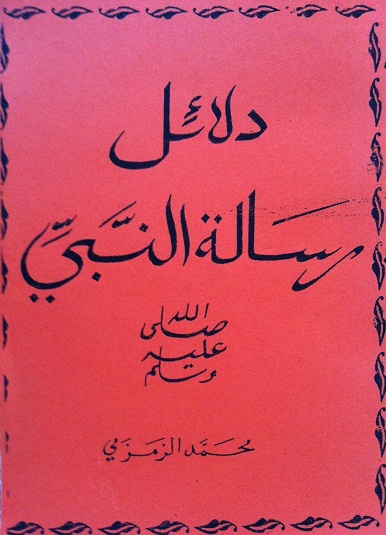 دلائل
رسالة النبيّ
صلى الله
عليه
وسلم
محمد الزمزمي